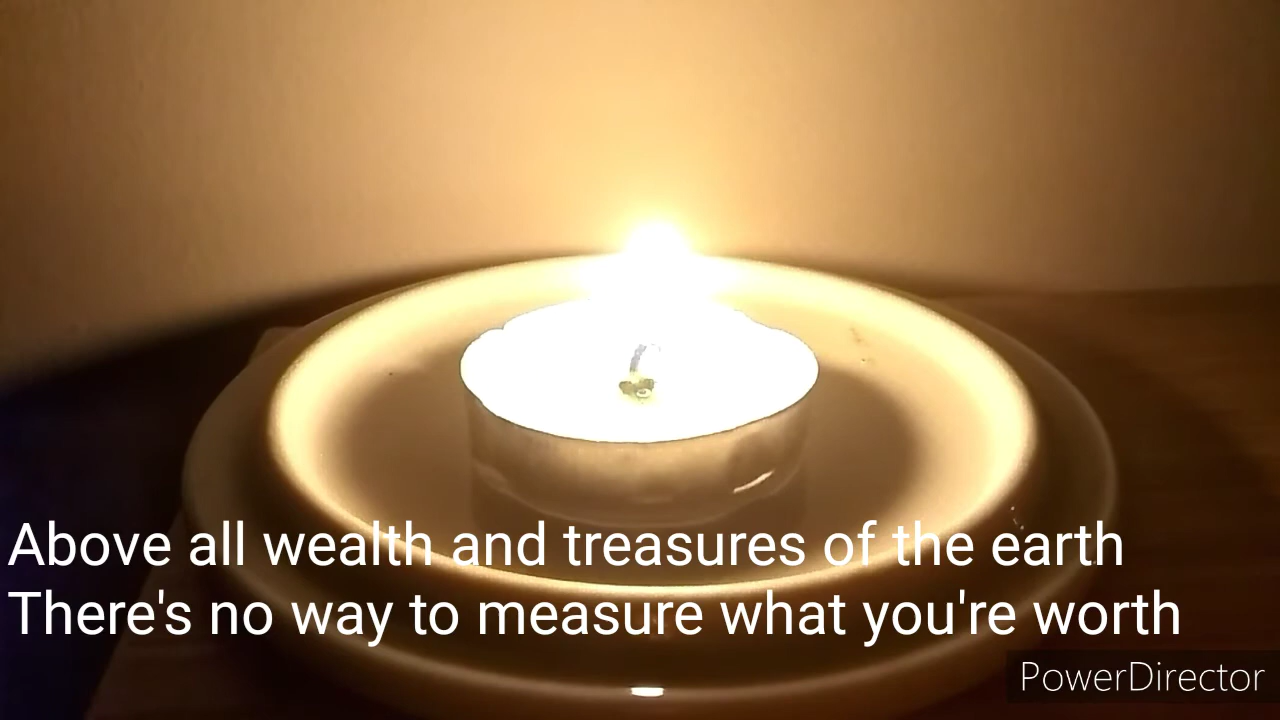 Above all wealth and treasures of the earth
There's no way to measure what you're worth
PowerDirector